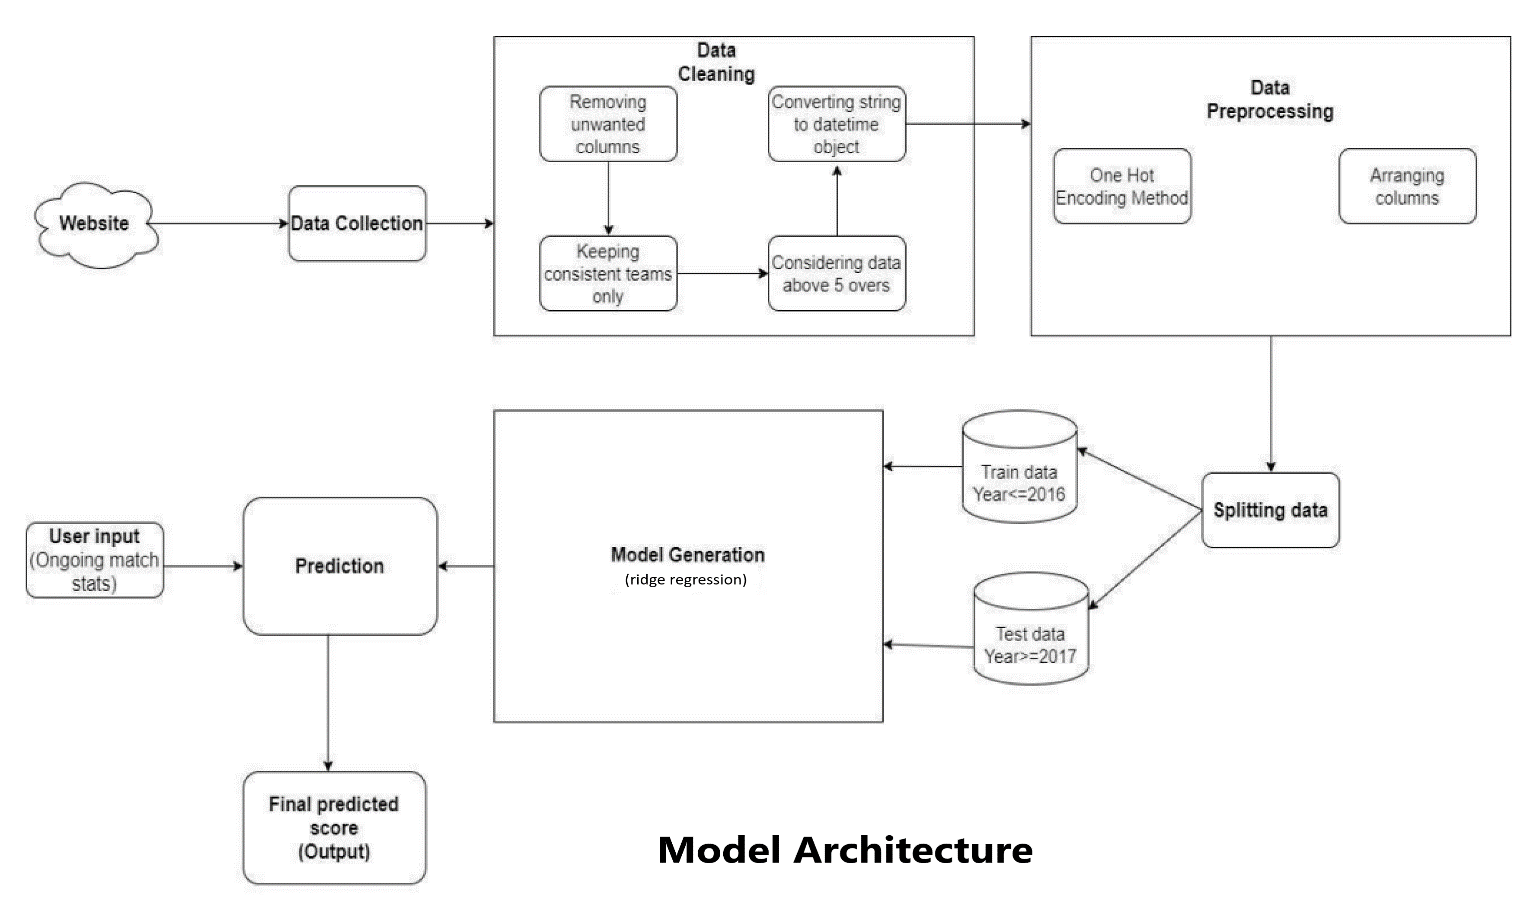 Website
Data Collection
Data
Cleaning
Removing
unwanted
columns
Keeping
consistent teams
only
Considering data
above 5 overs
Converting string
to datetime
object
Data
Preprocessing
One Hot
Encoding Method
Arranging
columns
Splitting data
Train data
Year<=2016
Test data
Year>=2017
Model Generation
(ridge regression)
User input
(Ongoing match
stats)
Prediction
Final predicted
score
(Output)
Model Architecture